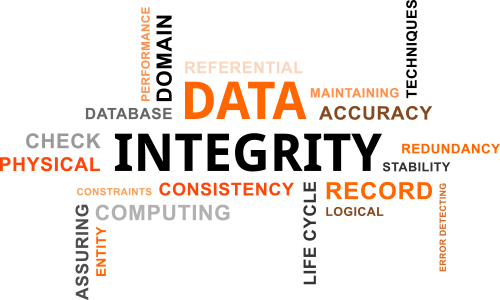 PERFORMANCE
DOMAIN
TECHNIQUES
REFERENTIAL
DATA
MAINTAINING
DATABASE
ACCURACY
CHECK
INTEGRITY
REDUNDANCY
PHYSICAL
STABILITY
CONSTRAINTS
CONSISTENCY
LIFE CYCLE
RECORD
ERROR DETECTING
ASSURING
ENTITY
COMPUTING
LOGICAL